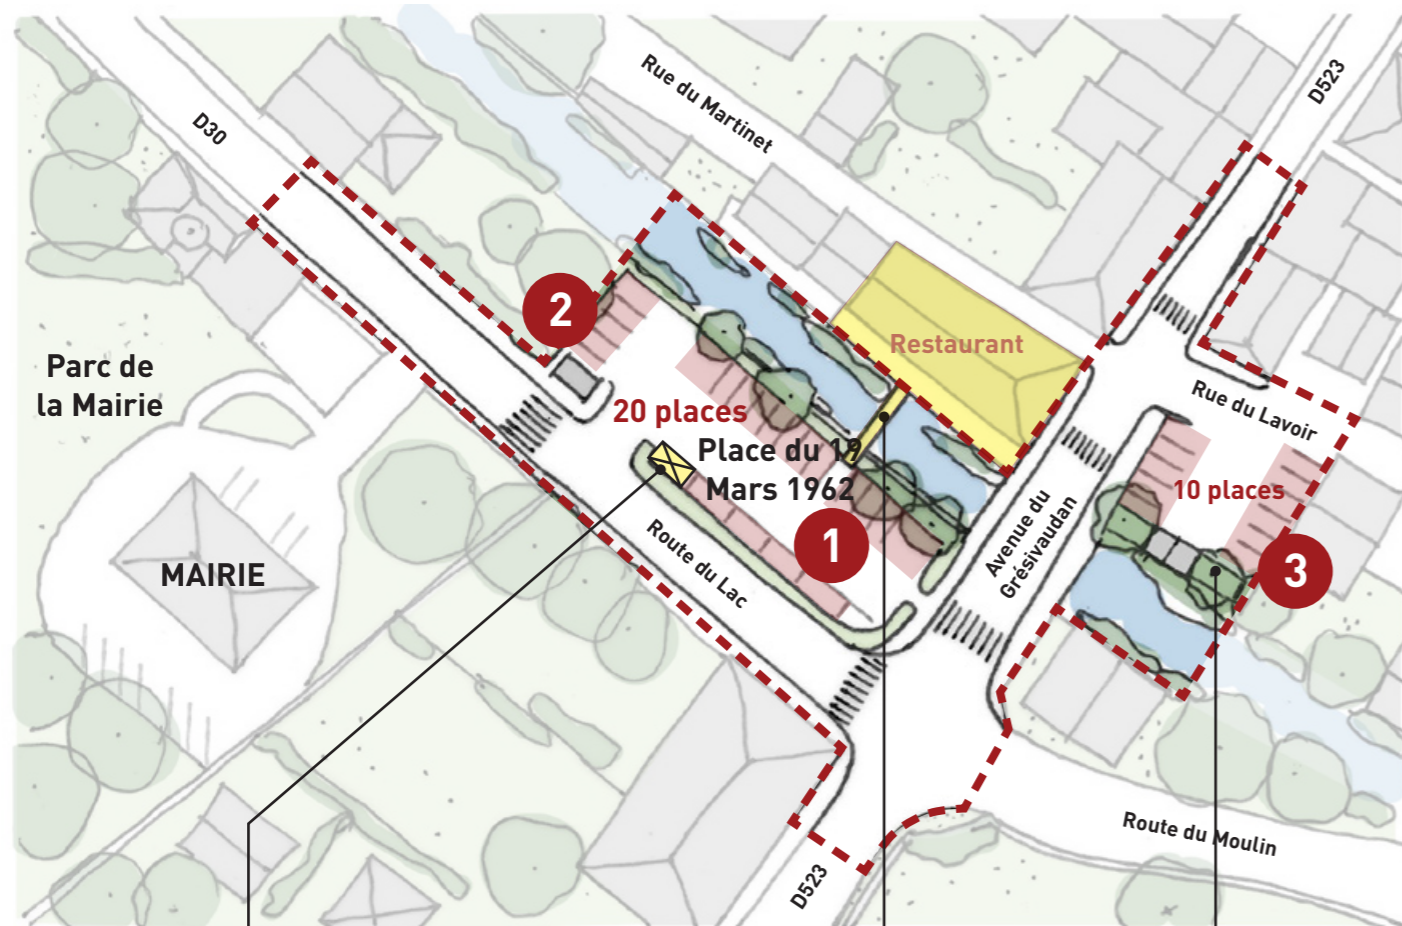 Rue du Martinet
D523
D30
2
Restaurant
Parc de
la Mairie
Rue du Lavoir
20 places
Place du 19
Mars 1962
10 places
Avenue du
Grésivaudan
1
3
MAIRIE
Route du Lac
Route du Moulin
D523